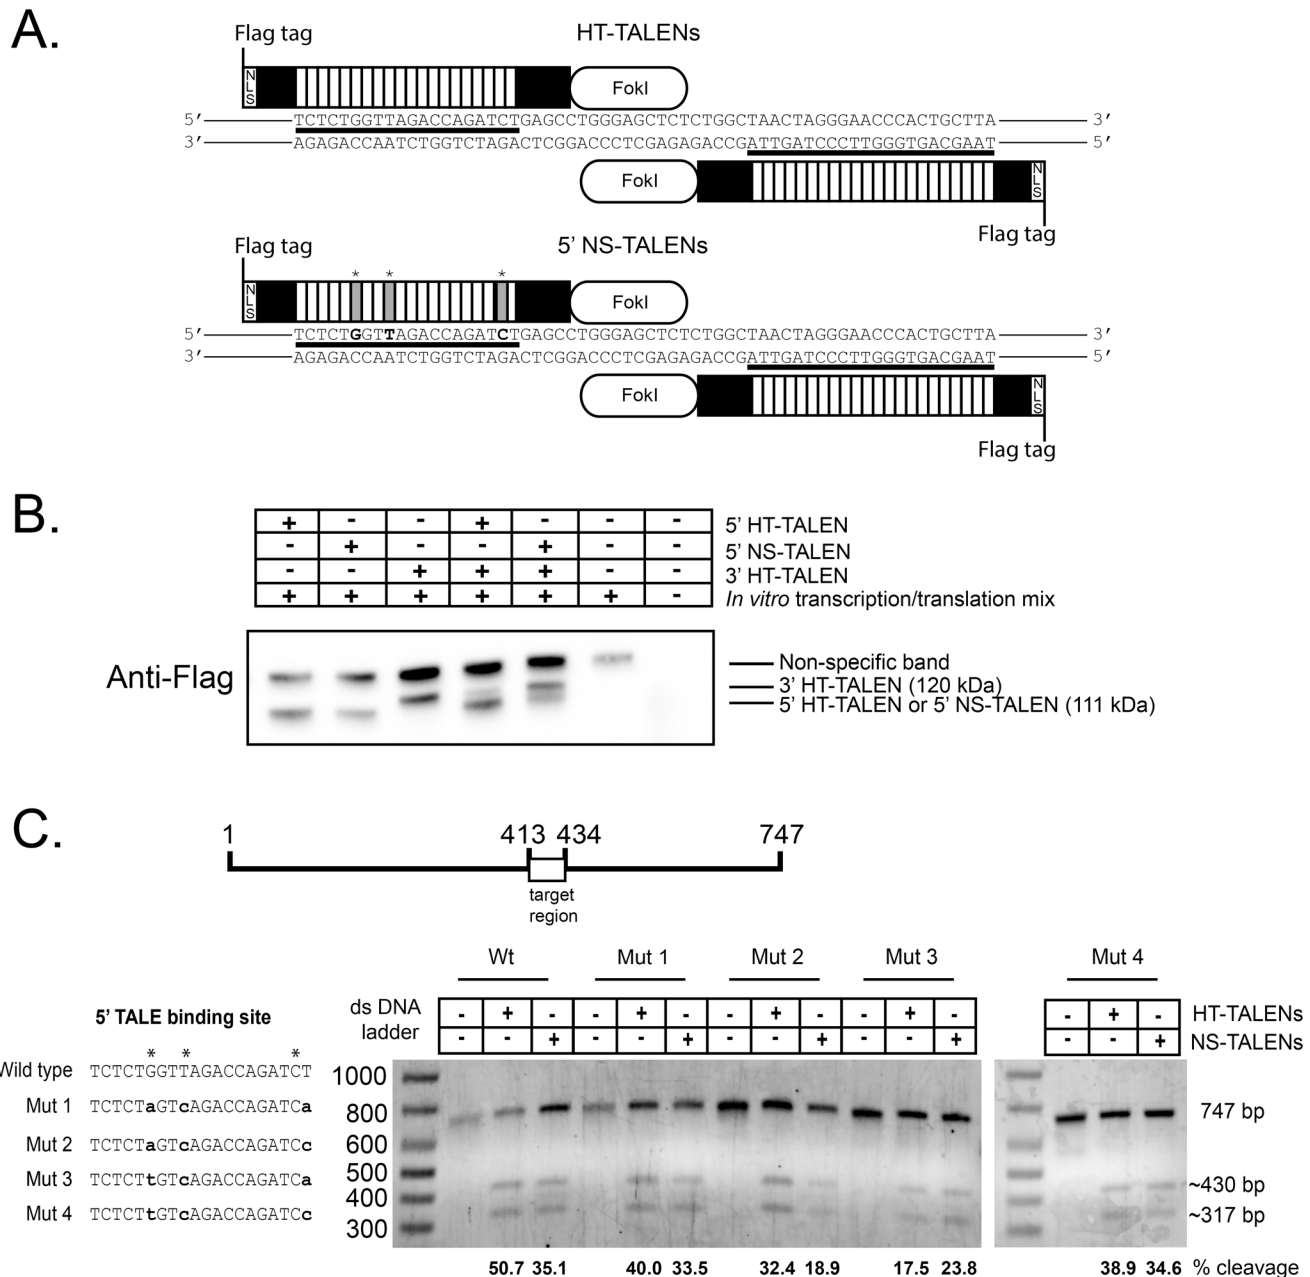 A.
Flag tag
HT-TALENs
NLS
FokI
5’ TCTCTGGTTAGACCAGATCTGAGCCTGGGAGCTCTCTGGCTAACTAGGGAACCCACTGCTTA 3’
3’ AGAGACCAATCTGGTCTAGACTCGGACCCTCGAGAGACCGATTGATCCCTTGGGTGACGAAT 5’
FokI
NLS
Flag tag
Flag tag
5’ NS-TALENs
* * *
NLS
FokI
5’ TCTCTGGTTAGACCAGATCTGAGCCTGGGAGCTCTCTGGCTAACTAGGGAACCCACTGCTTA 3’
3’ AGAGACCAATCTGGTCTAGACTCGGACCCTCGAGAGACCGATTGATCCCTTGGGTGACGAAT 5’
FokI
NLS
Flag tag
B.
+ - - + - - - 5’ HT-TALEN
- + - - + - - 5’ NS-TALEN
- - + + + - - 3’ HT-TALEN
+ + + + + + - In vitro transcription/translation mix
Anti-Flag
Non-specific band
3’ HT-TALEN (120 kDa)
5’ HT-TALEN or 5’ NS-TALEN (111 kDa)
C.
1 413 434 747
target
region
Wt Mut 1 Mut 2 Mut 3 Mut 4
ds DNA
ladder
- + - - + - - + - - + - - + - HT-TALENs
- - + - - + - - + - - + - - + NS-TALENs
5’ TALE binding site
* * *
Wild type TCTCTGGTTAGACCAGATCT
Mut 1 TCTCTaGTcAGACCAGATCa
Mut 2 TCTCTaGTcAGACCAGATCc
Mut 3 TCTCTtGTcAGACCAGATCa
Mut 4 TCTCTtGTcAGACCAGATCc
1000
800
600
500
400
300
747 bp
~430 bp
~317 bp
50.7 35.1 40.0 33.5 32.4 18.9 17.5 23.8 38.9 34.6 % cleavage